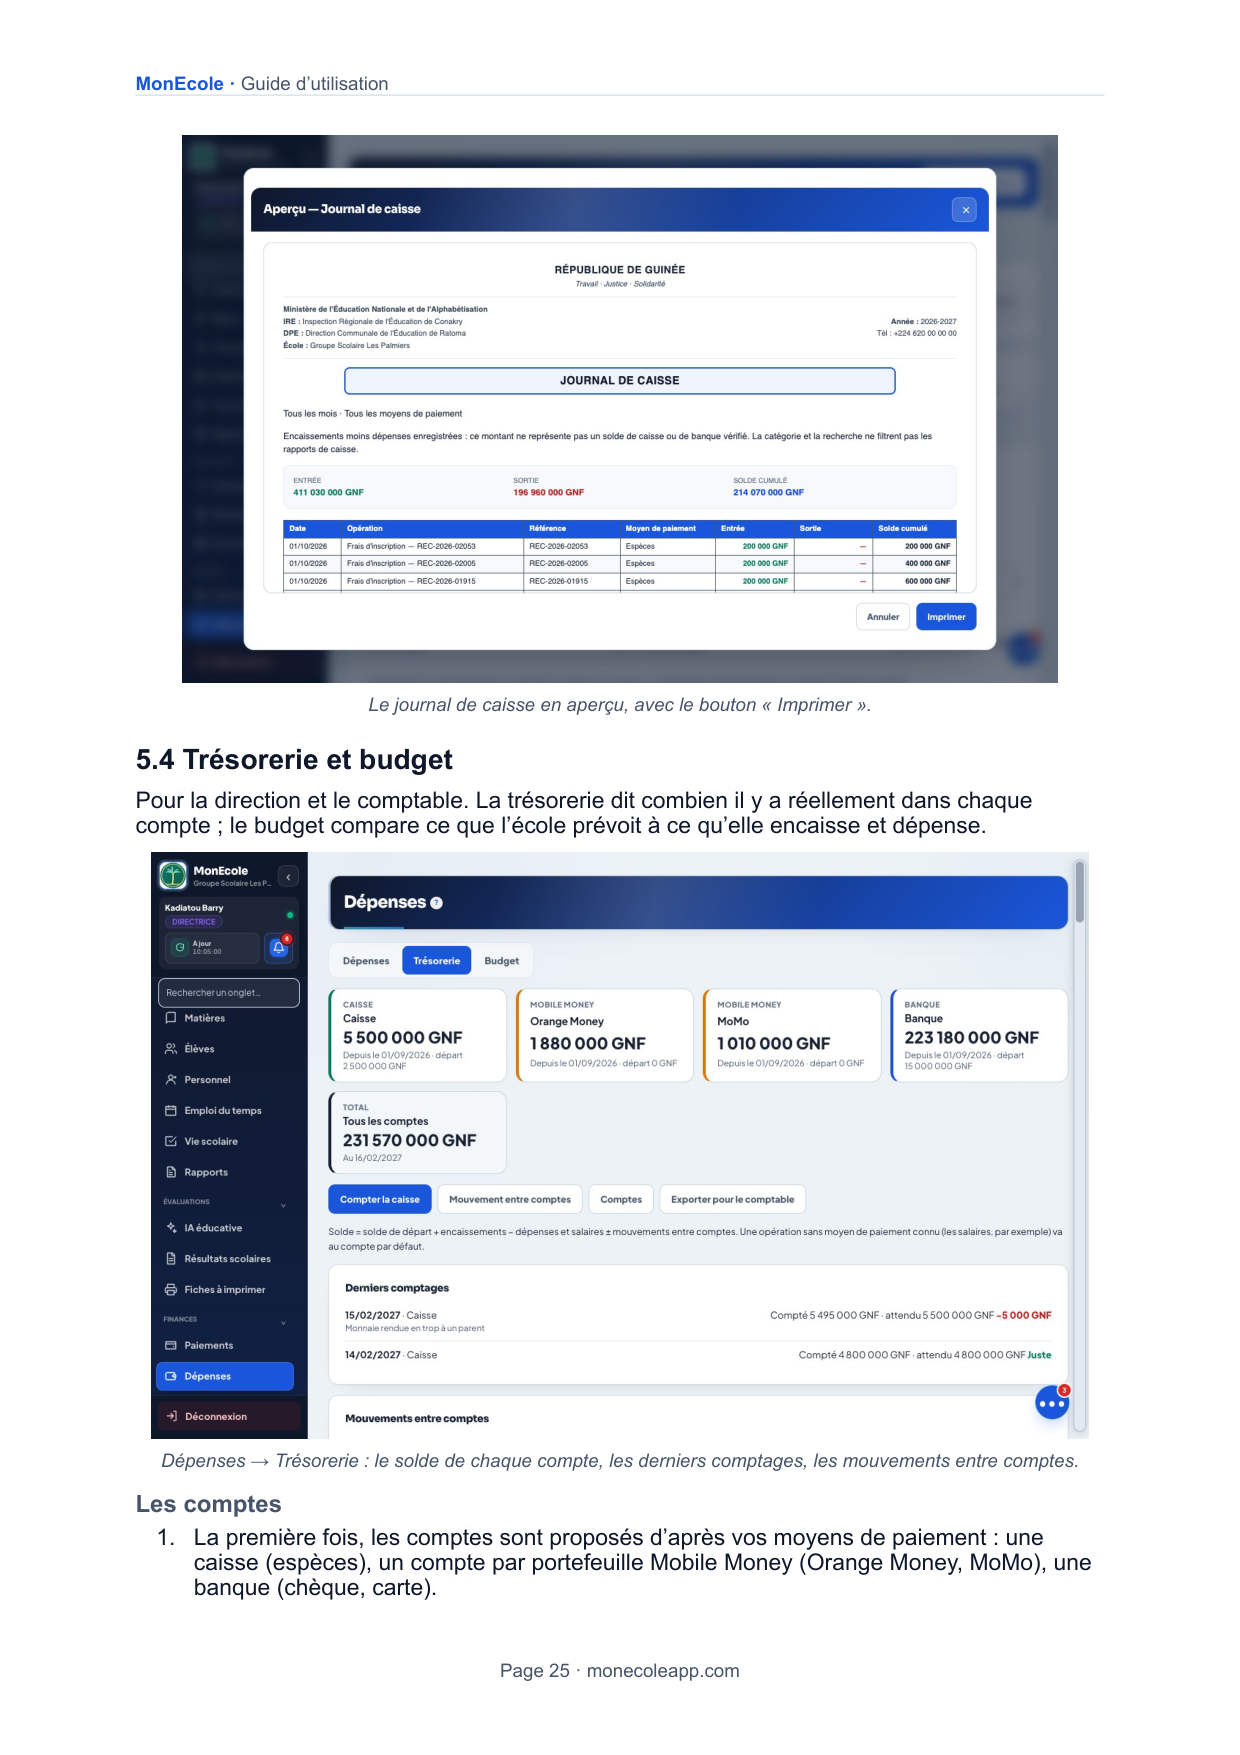 MonEcole · Guide d'utilisation
Aperçu — Journal de caisse
×
RÉPUBLIQUE DE GUINÉE
Travail · Justice · Solidarité
Ministère de l'Éducation Nationale et de l'Alphabétisation
IRE : Inspection Régionale de l'Éducation de Conakry
Année : 2026-2027
DPE : Direction Communale de l'Éducation de Ratoma
Tél : +224 620 00 00 00
École : Groupe Scolaire Les Palmiers
JOURNAL DE CAISSE
Tous les mois · Tous les moyens de paiement
Encaissements moins dépenses enregistrées : ce montant ne représente pas un solde de caisse ou de banque vérifié. La catégorie et la recherche ne filtrent pas les
rapports de caisse.
ENTRÉE SORTIE SOLDE CUMULÉ
411 030 000 GNF 196 960 000 GNF 214 070 000 GNF
Date Opération Référence Moyen de paiement Entrée Sortie Solde cumulé
01/10/2026 Frais d'inscription — REC-2026-02053 REC-2026-02053 Espèces 200 000 GNF — 200 000 GNF
01/10/2026 Frais d'inscription — REC-2026-02005 REC-2026-02005 Espèces 200 000 GNF — 400 000 GNF
01/10/2026 Frais d'inscription — REC-2026-01915 REC-2026-01915 Espèces 200 000 GNF — 600 000 GNF
Annuler Imprimer
Le journal de caisse en aperçu, avec le bouton « Imprimer ».
5.4 Trésorerie et budget
Pour la direction et le comptable. La trésorerie dit combien il y a réellement dans chaque
compte ; le budget compare ce que l'école prévoit à ce qu'elle encaisse et dépense.
MonEcole
Groupe Scolaire Les P...
Kadiatou Barry
DIRECTRICE
À jour
10:05:00
8
Rechercher un onglet...
Matières
Élèves
Personnel
Emploi du temps
Vie scolaire
Rapports
ÉVALUATIONS
IA éducative
Résultats scolaires
Fiches à imprimer
FINANCES
Paiements
Dépenses
Déconnexion
Dépenses ?
Dépenses Trésorerie Budget
CAISSE
Caisse
5 500 000 GNF
Depuis le 01/09/2026 · départ
2 500 000 GNF
MOBILE MONEY
Orange Money
1 880 000 GNF
Depuis le 01/09/2026 · départ 0 GNF
MOBILE MONEY
MoMo
1 010 000 GNF
Depuis le 01/09/2026 · départ 0 GNF
BANQUE
Banque
223 180 000 GNF
Depuis le 01/09/2026 · départ
15 000 000 GNF
TOTAL
Tous les comptes
231 570 000 GNF
Au 16/02/2027
Compter la caisse Mouvement entre comptes Comptes Exporter pour le comptable
Solde = solde de départ + encaissements − dépenses et salaires ± mouvements entre comptes. Une opération sans moyen de paiement connu (les salaires, par exemple) va
au compte par défaut.
Derniers comptages
15/02/2027 · Caisse Compté 5 495 000 GNF · attendu 5 500 000 GNF −5 000 GNF
Monnaie rendue en trop à un parent
14/02/2027 · Caisse Compté 4 800 000 GNF · attendu 4 800 000 GNF Juste
3
Mouvements entre comptes
Dépenses → Trésorerie : le solde de chaque compte, les derniers comptages, les mouvements entre comptes.
Les comptes
1. La première fois, les comptes sont proposés d'après vos moyens de paiement : une
caisse (espèces), un compte par portefeuille Mobile Money (Orange Money, MoMo), une
banque (chèque, carte).
Page 25 · monecoleapp.com